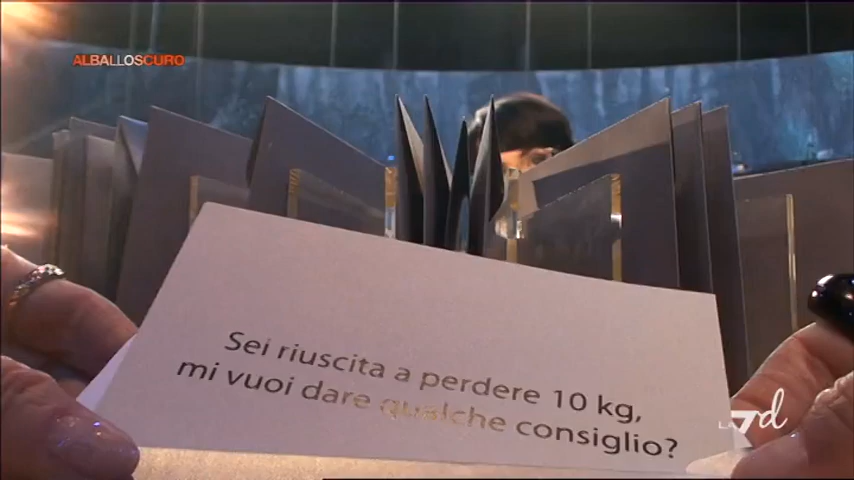 ALBALLOSCURO
Sei riuscita a perdere 10 kg,
mi vuoi dare qualche consiglio?
LA7d